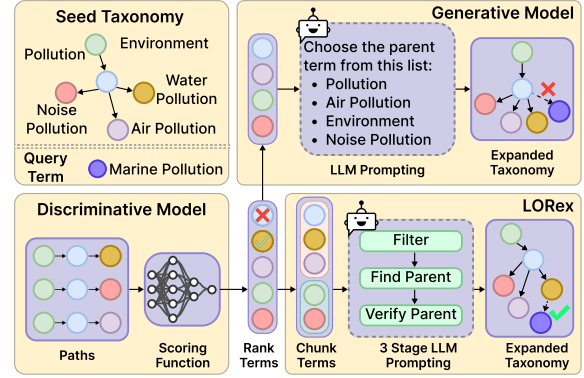 Seed Taxonomy
Environment
Pollution
Water
Pollution
Noise
Pollution
Air Pollution
Query
Term
Marine Pollution
Generative Model
Choose the parent
term from this list:
• Pollution
• Air Pollution
• Environment
• Noise Pollution
LLM Prompting
Expanded
Taxonomy
Discriminative Model
Paths
Scoring
Function
Rank
Terms
LORex
Chunk
Terms
Filter
Find Parent
Verify Parent
3 Stage LLM
Prompting
Expanded
Taxonomy